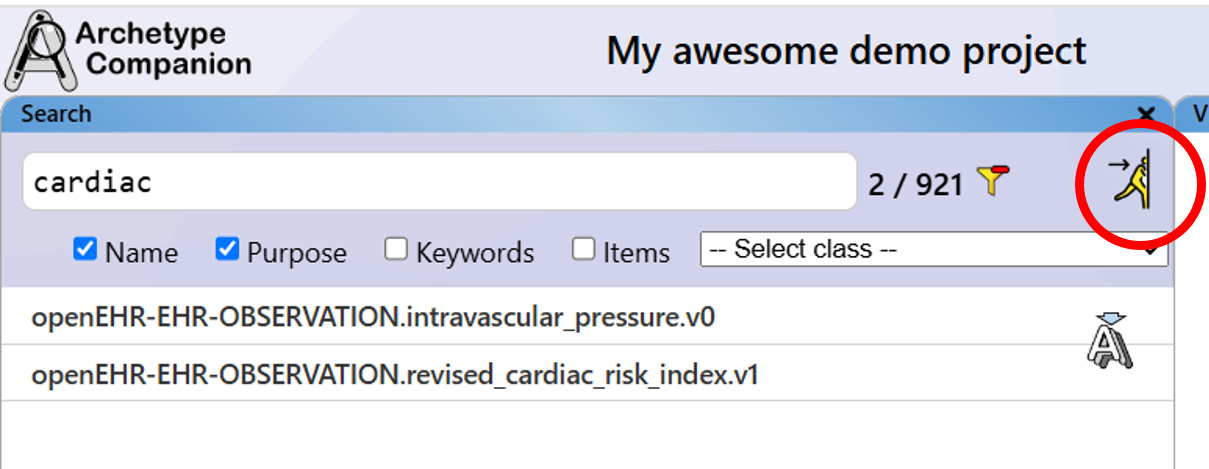 Archetype
Companion
My awesome demo project
Search
V
cardiac
2 / 921
Name Purpose Keywords Items -- Select class --
openEHR-EHR-OBSERVATION.intravascular_pressure.v0
openEHR-EHR-OBSERVATION.revised_cardiac_risk_index.v1